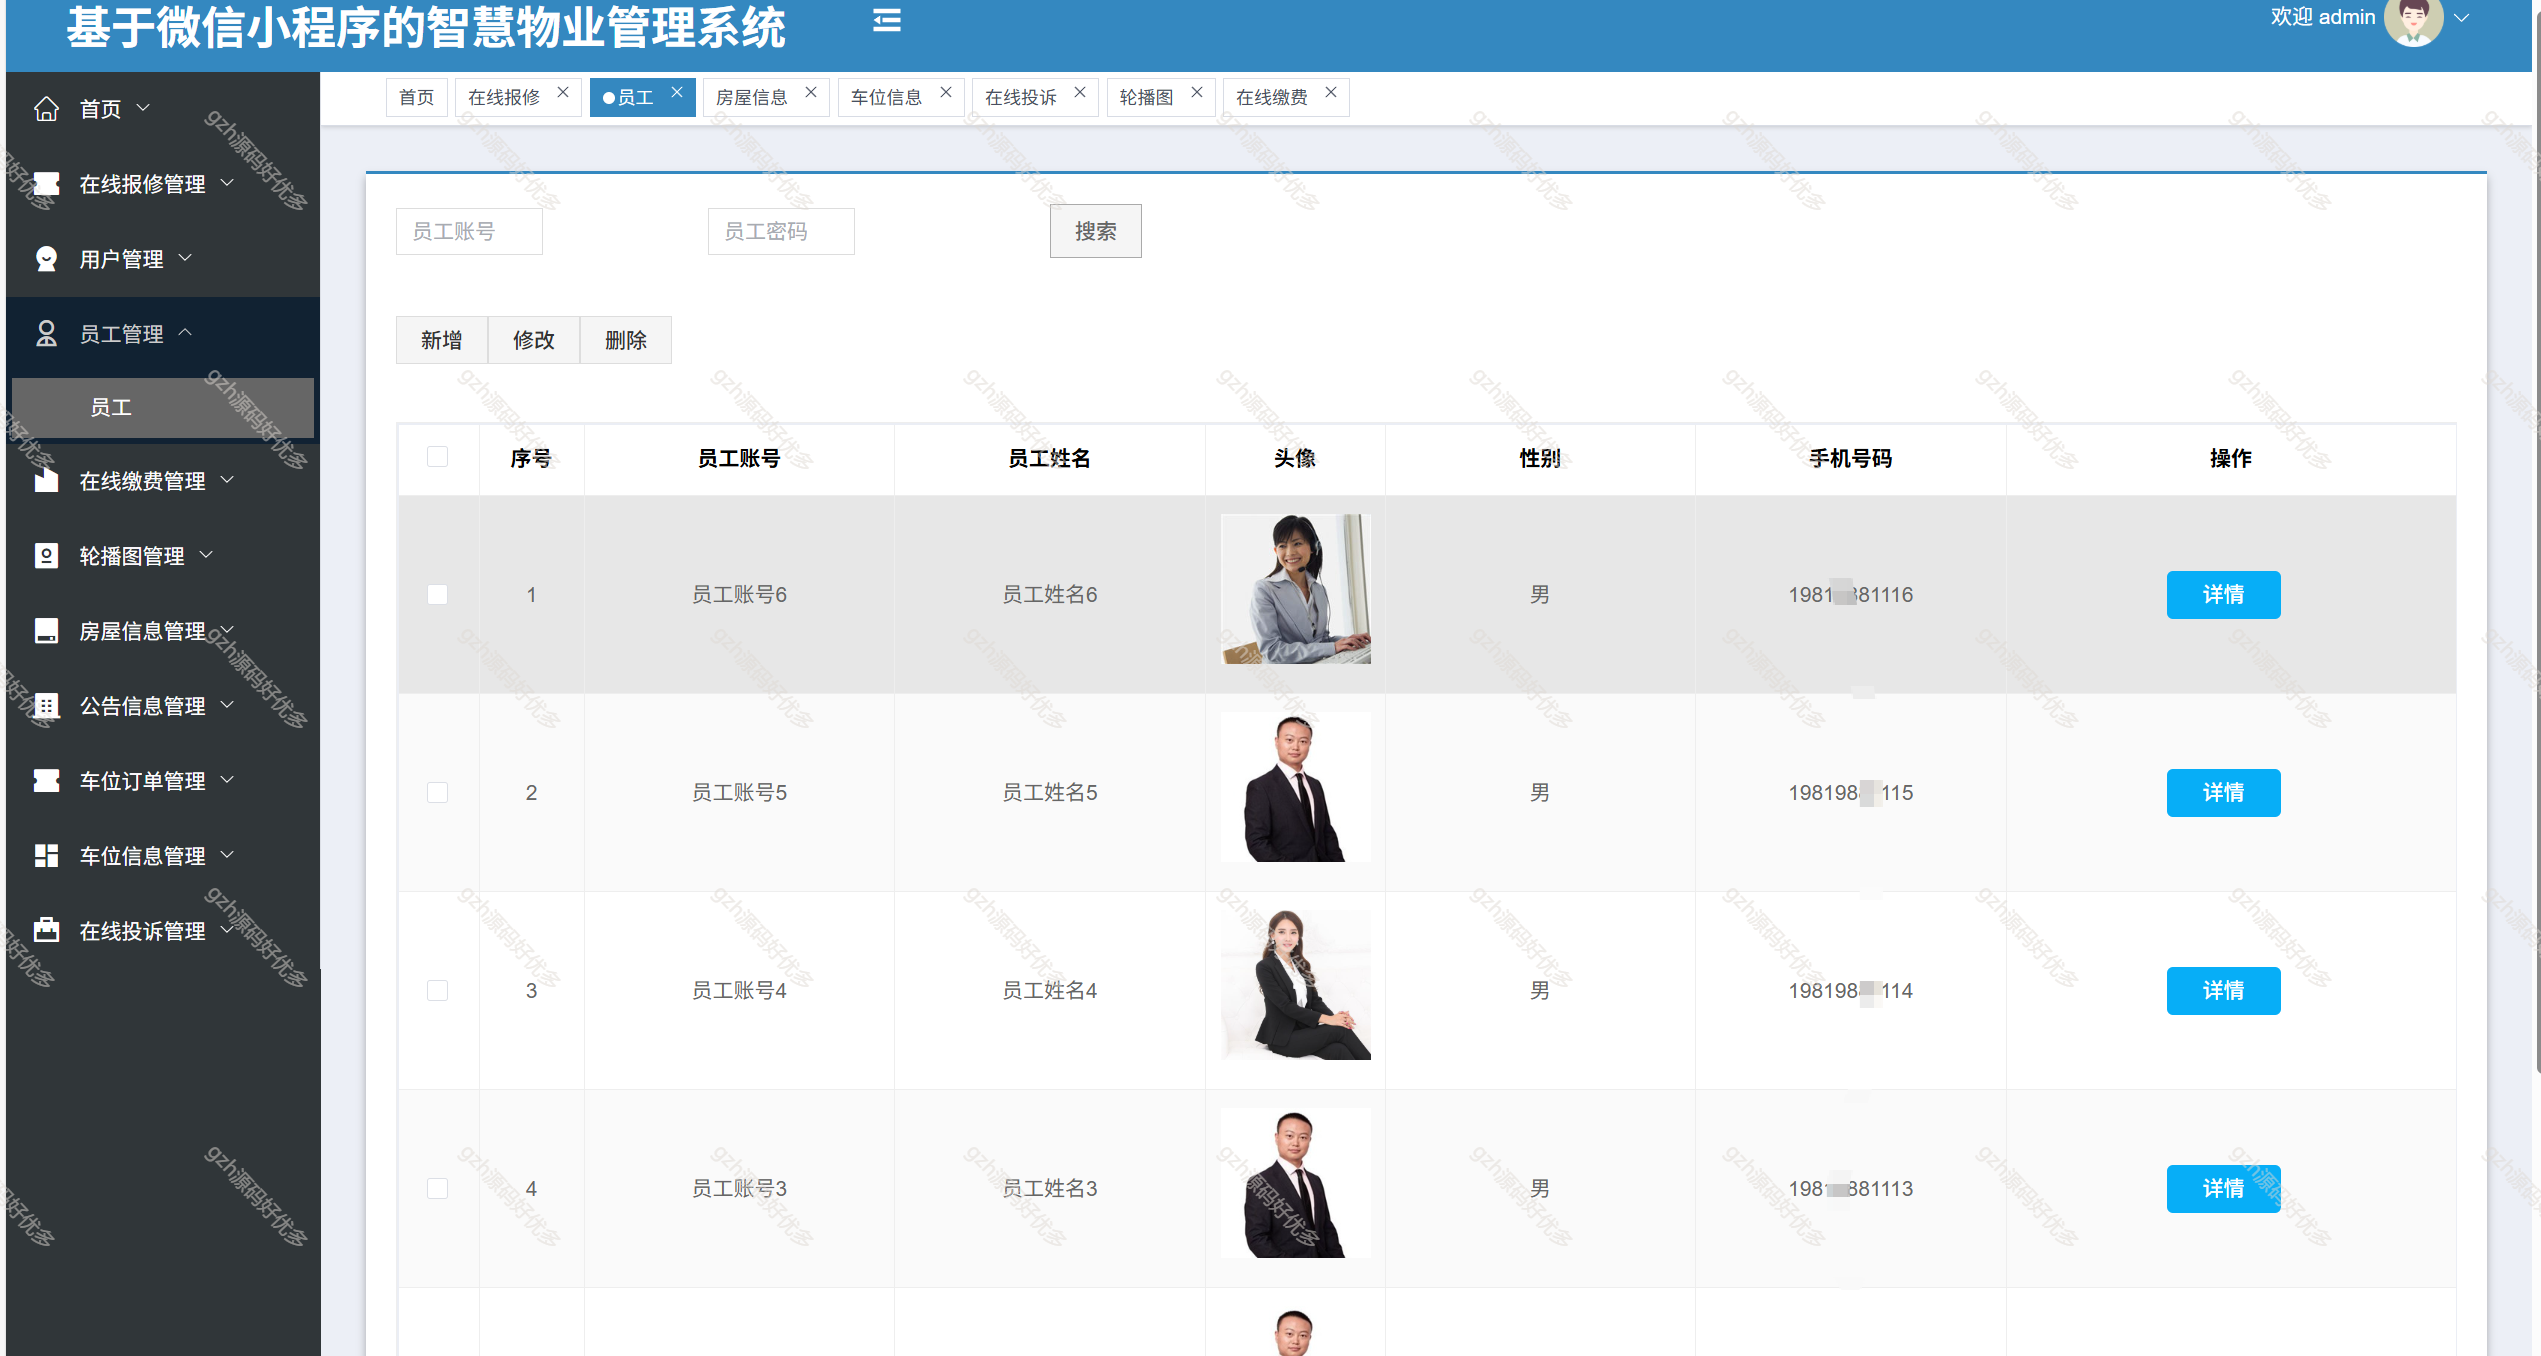 基于微信小程序的智慧物业管理系统
欢迎 admin
首页 在线报修 员工 房屋信息 车位信息 在线投诉 轮播图 在线缴费
首页
在线报修管理
用户管理
员工管理
员工
在线缴费管理
轮播图管理
房屋信息管理
公告信息管理
车位订单管理
车位信息管理
在线投诉管理
员工账号 员工密码 搜索
新增 修改 删除
序号 员工账号 员工姓名 头像 性别 手机号码 操作
1 员工账号6 员工姓名6 男 1981 881116 详情
2 员工账号5 员工姓名5 男 198198 115 详情
3 员工账号4 员工姓名4 男 198198 114 详情
4 员工账号3 员工姓名3 男 198 881113 详情
gzh源码好优多